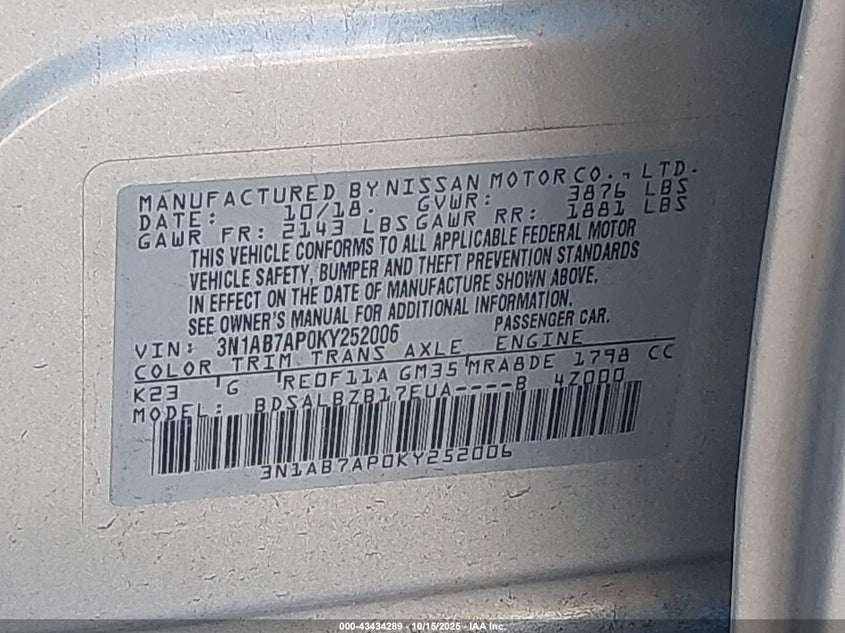 MANUFACTURED BY NISSAN MOTOR CO., LTD.
DATE: 10/18. GVWR: 3876 LBS
GAWR FR: 2143 LBS GAWR RR: 1881 LBS
THIS VEHICLE CONFORMS TO ALL APPLICABLE FEDERAL MOTOR
VEHICLE SAFETY, BUMPER AND THEFT PREVENTION STANDARDS
IN EFFECT ON THE DATE OF MANUFACTURE SHOWN ABOVE.
SEE OWNER'S MANUAL FOR ADDITIONAL INFORMATION.
VIN: 3N1AB7AP0KY252006 PASSENGER CAR.
COLOR TRIM TRANS AXLE ENGINE
K23 G RE0F11A GM35 MRA8DE 1798 CC
MODEL: BDSALBZB17EUA----B 4Z000
3N1AB7AP0KY252006
000-43434289 - 10/15/2025 - IAA Inc.